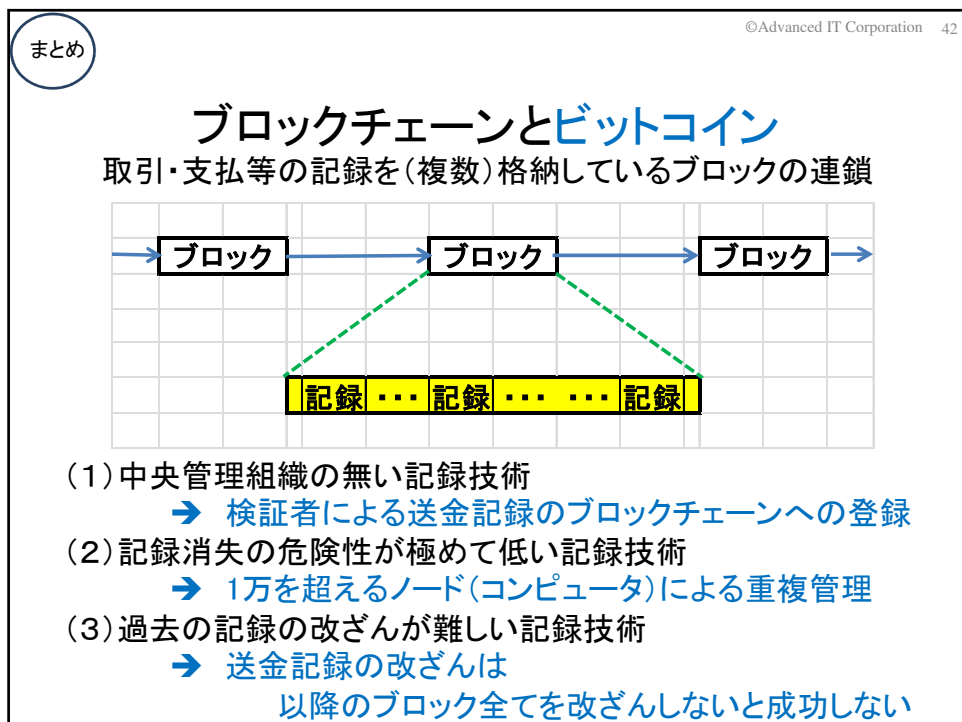 ©Advanced IT Corporation 42
まとめ
ブロックチェーンとビットコイン
取引・支払等の記録を(複数)格納しているブロックの連鎖
ブロック ブロック ブロック
記録 ・・・ 記録 ・・・ ・・・ 記録
(1)中央管理組織の無い記録技術
➔ 検証者による送金記録のブロックチェーンへの登録
(2)記録消失の危険性が極めて低い記録技術
➔ 1万を超えるノード(コンピュータ)による重複管理
(3)過去の記録の改ざんが難しい記録技術
➔ 送金記録の改ざんは
以降のブロック全てを改ざんしないと成功しない